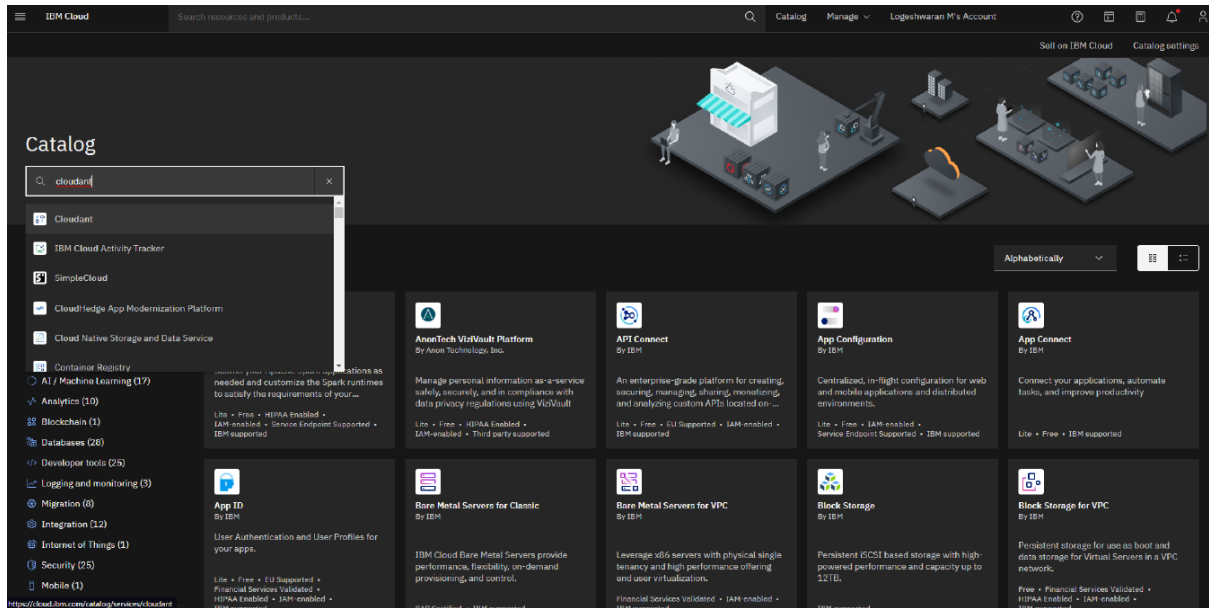 IBM Cloud
Search resources and products...
Catalog
Manage
Logeshwaran M's Account
Sell on IBM Cloud
Catalog settings
Catalog
cloudant
Cloudant
IBM Cloud Activity Tracker
SimpleCloud
CloudHedge App Modernization Platform
Cloud Native Storage and Data Service
Container Registry
Alphabetically
AI / Machine Learning (17)
Analytics (10)
Blockchain (1)
Databases (28)
Developer tools (25)
Logging and monitoring (3)
Migration (8)
Integration (12)
Internet of Things (1)
Security (25)
Mobile (1)
https://cloud.ibm.com/catalog/services/cloudant
needed and customize the Spark runtimes
to satisfy the requirements of your...
Lite • Free • HIPAA Enabled •
IAM-enabled • Service Endpoint Supported •
IBM supported
AnonTech ViziVault Platform
By Anon Technology, Inc.
Manage personal information as-a-service
safely, securely, and in compliance with
data privacy regulations using ViziVault
Lite • Free • HIPAA Enabled •
IAM-enabled • Third party supported
API Connect
By IBM
An enterprise-grade platform for creating,
securing, managing, sharing, monetizing,
and analyzing custom APIs located on-...
Lite • Free • EU Supported • IAM-enabled •
IBM supported
App Configuration
By IBM
Centralized, in-flight configuration for web
and mobile applications and distributed
environments.
Lite • Free • IAM-enabled •
Service Endpoint Supported • IBM supported
App Connect
By IBM
Connect your applications, automate
tasks, and improve productivity
Lite • Free • IBM supported
App ID
By IBM
User Authentication and User Profiles for
your apps.
Lite • Free • EU Supported •
Financial Services Validated •
HIPAA Enabled • IAM-enabled •
Bare Metal Servers for Classic
By IBM
IBM Cloud Bare Metal Servers provide
performance, flexibility, on-demand
provisioning, and control.
Bare Metal Servers for VPC
By IBM
Leverage x86 servers with physical single
tenancy and high performance offering
end user virtualization.
Financial Services Validated • IAM-enabled •
Block Storage
By IBM
Persistent iSCSI based storage with high-
powered performance and capacity up to
12TB.
Block Storage for VPC
By IBM
Persistent storage for use as boot and
data storage for Virtual Servers in a VPC
network.
Free • Financial Services Validated •
HIPAA Enabled • IAM-enabled •